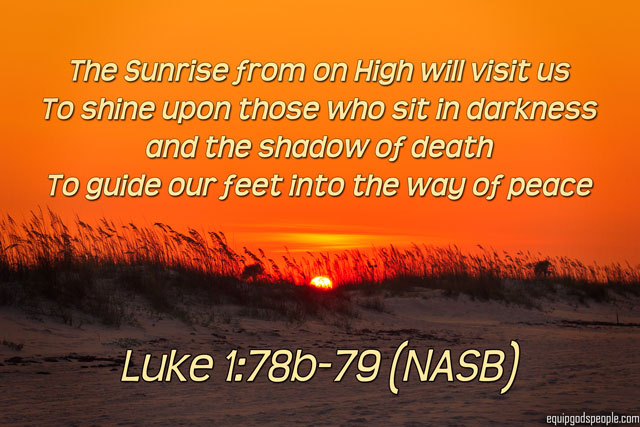 The Sunrise from on High will visit us
To shine upon those who sit in darkness
and the shadow of death
To guide our feet into the way of peace
Luke 1:78b-79 (NASB)
equipgodspeople.com